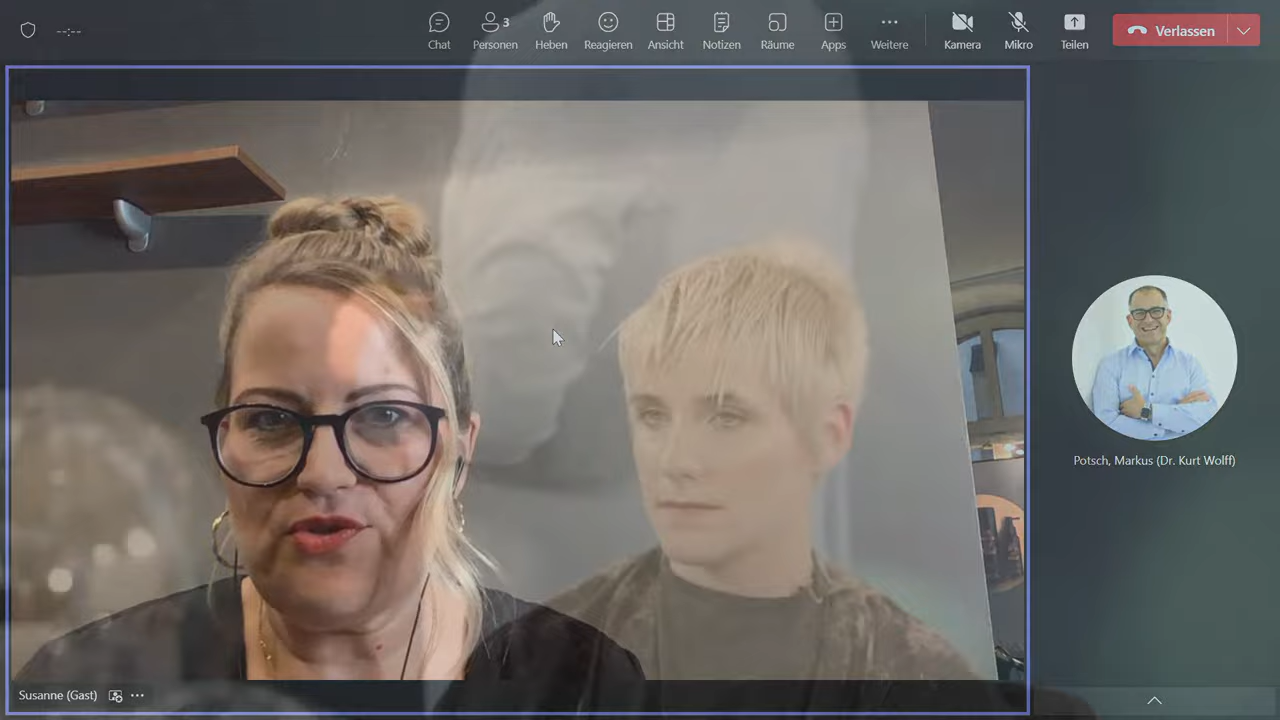 --:--
Chat
Personen 3
Heben
Reagieren
Ansicht
Notizen
Räume
Apps
Weitere
Kamera
Mikro
Teilen
Verlassen
Potsch, Markus (Dr. Kurt Wolff)
Susanne (Gast)